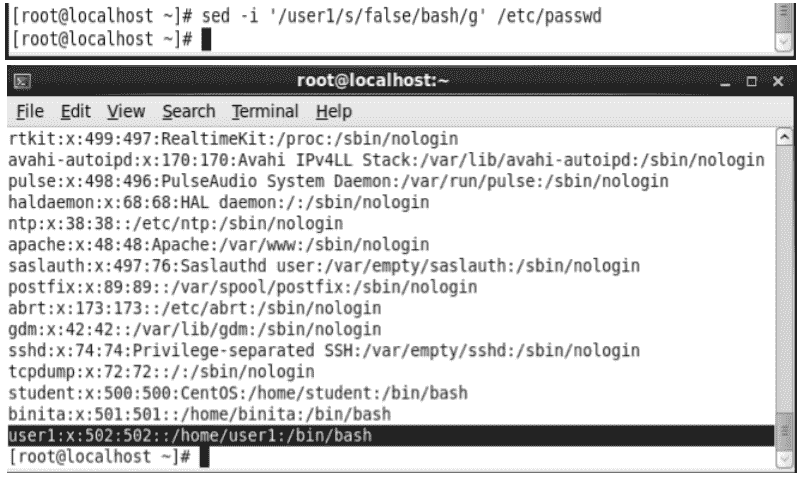 [root@localhost ~]# sed -i '/user1/s/false/bash/g' /etc/passwd
[root@localhost ~]#
root@localhost:~
File Edit View Search Terminal Help
rtkit:x:499:497:RealtimeKit:/proc:/sbin/nologin
avahi-autoipd:x:170:170:Avahi IPv4LL Stack:/var/lib/avahi-autoipd:/sbin/nologin
pulse:x:498:496:PulseAudio System Daemon:/var/run/pulse:/sbin/nologin
haldaemon:x:68:68:HAL daemon:/:/sbin/nologin
ntp:x:38:38::/etc/ntp:/sbin/nologin
apache:x:48:48:Apache:/var/www:/sbin/nologin
saslauth:x:497:76:Saslauthd user:/var/empty/saslauth:/sbin/nologin
postfix:x:89:89::/var/spool/postfix:/sbin/nologin
abrt:x:173:173::/etc/abrt:/sbin/nologin
gdm:x:42:42::/var/lib/gdm:/sbin/nologin
sshd:x:74:74:Privilege-separated SSH:/var/empty/sshd:/sbin/nologin
tcpdump:x:72:72::/:/sbin/nologin
student:x:500:500:CentOS:/home/student:/bin/bash
binita:x:501:501::/home/binita:/bin/bash
user1:x:502:502::/home/user1:/bin/bash
[root@localhost ~]#